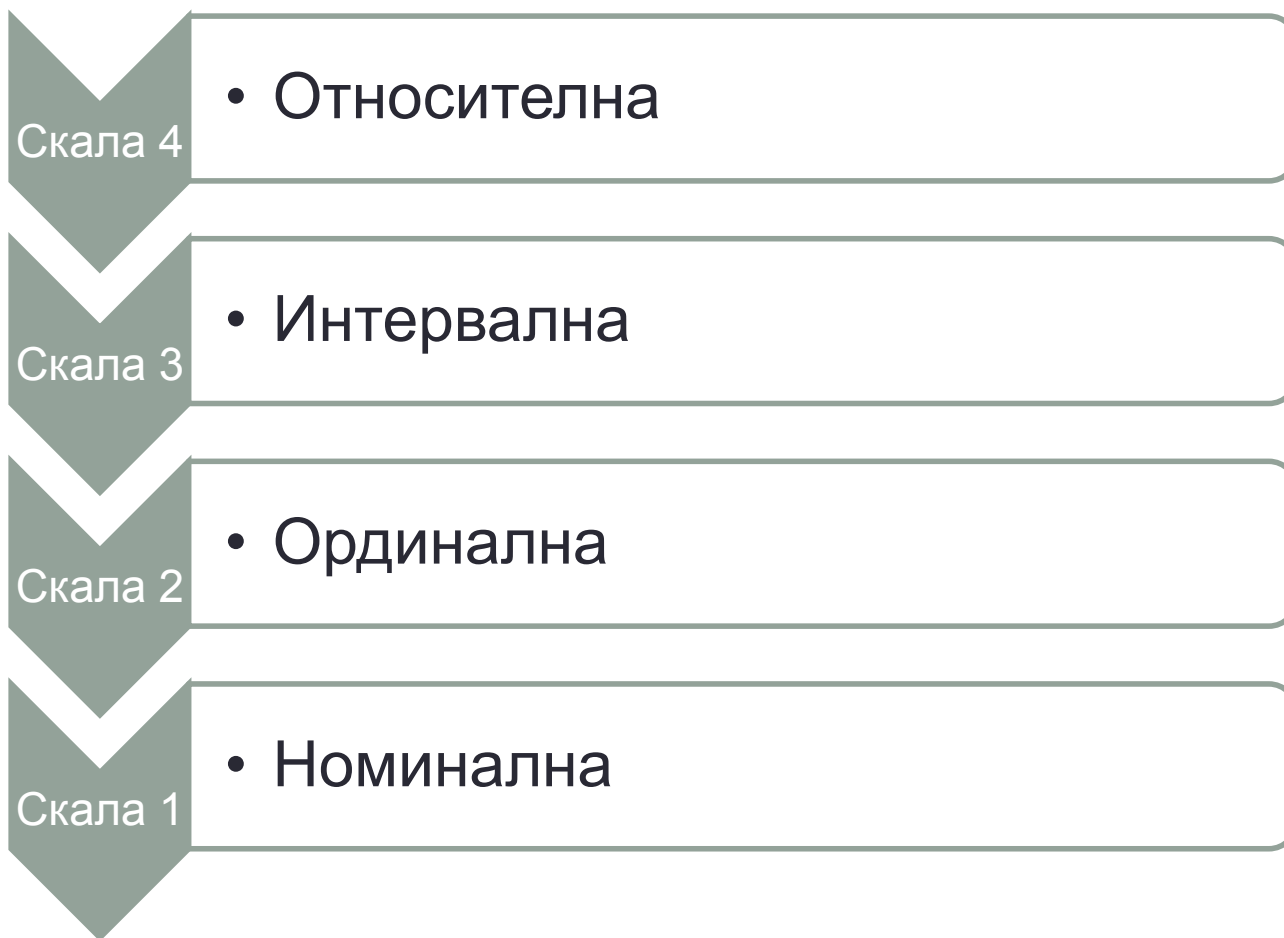 Скала 4
• Относителна
Скала 3
• Интервална
Скала 2
• Ординална
Скала 1
• Номинална